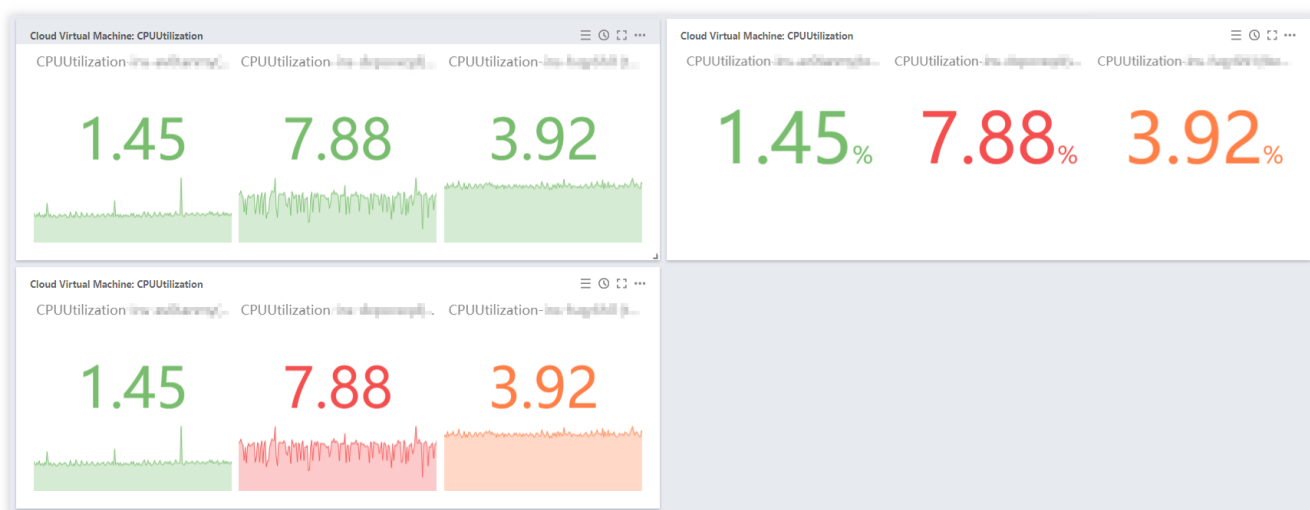 Cloud Virtual Machine: CPUUtilization
CPUUtilization- CPUUtilization- CPUUtilization-
1.45 7.88 3.92
Cloud Virtual Machine: CPUUtilization
CPUUtilization- CPUUtilization- CPUUtilization-
1.45% 7.88% 3.92%
Cloud Virtual Machine: CPUUtilization
CPUUtilization- CPUUtilization- CPUUtilization-
1.45 7.88 3.92